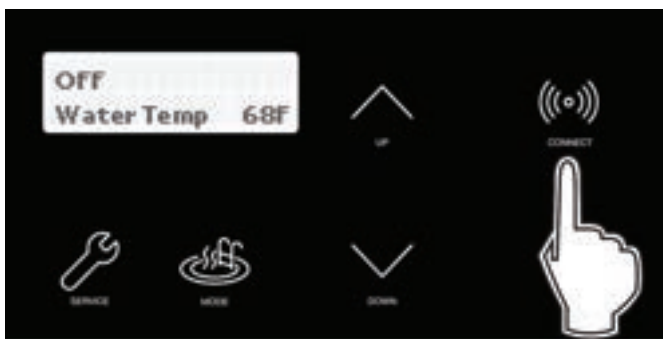 OFF
Water Temp 68F
UP
CONNECT
SERVICE
MODE
DOWN